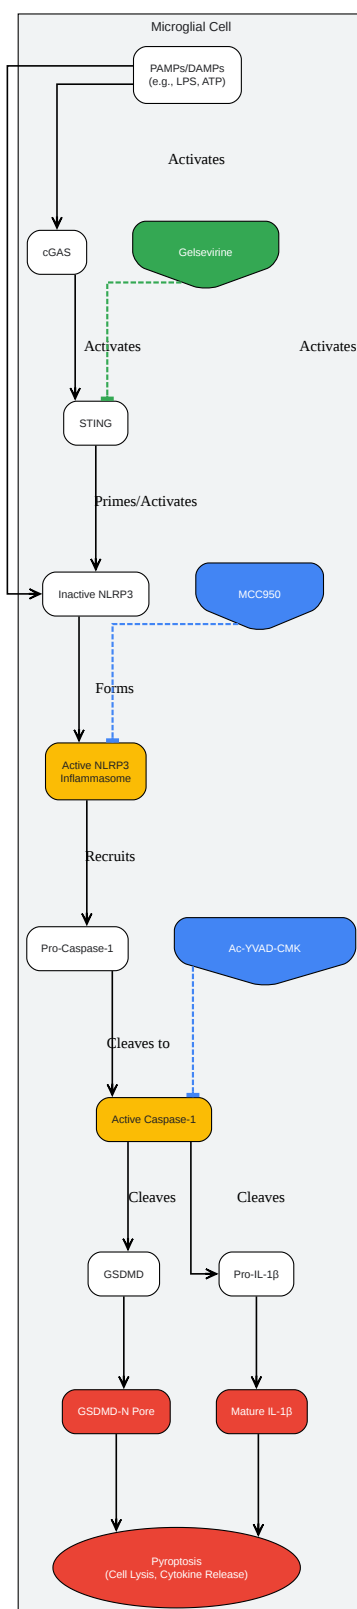 Microglial Cell
PAMPs/DAMPs
(e.g., LPS, ATP)
Activates
cGAS
Gelsevirine
Activates
Activates
STING
Primes/Activates
Inactive NLRP3
MCC950
Forms
Active NLRP3
Inflammasome
Recruits
Pro-Caspase-1
Ac-YVAD-CMK
Cleaves to
Active Caspase-1
Cleaves
Cleaves
GSDMD
Pro-IL-1β
GSDMD-N Pore
Mature IL-1β
Pyroptosis
(Cell Lysis, Cytokine Release)